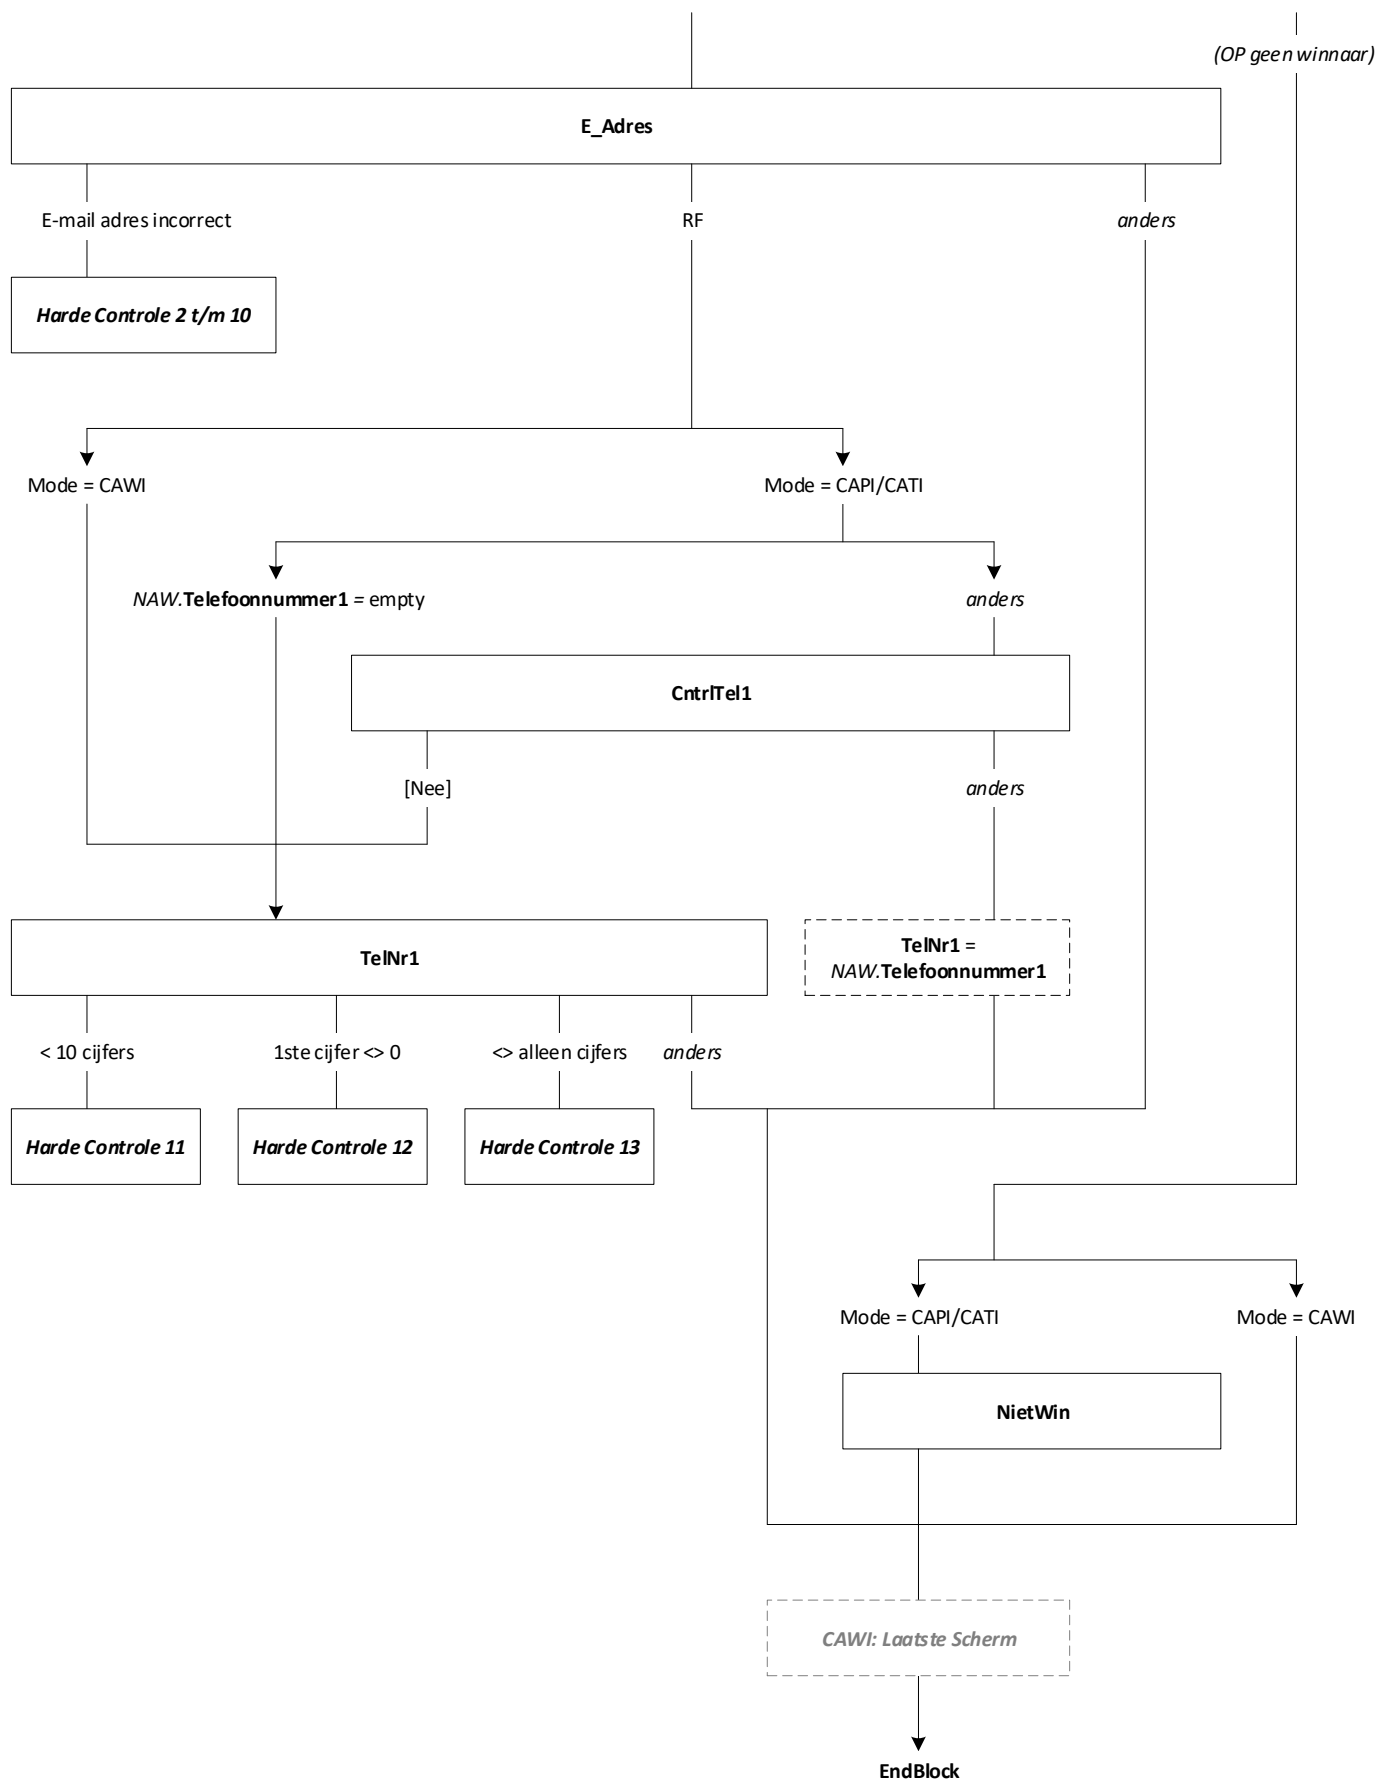 (OP geen winnaar)
E_Adres
E-mail adres incorrect
RF
anders
Harde Controle 2 t/m 10
Mode = CAWI
Mode = CAPI/CATI
NAW.Telefoonnummer1 = empty
anders
CntrlTel1
[Nee]
anders
TelNr1
TelNr1 =
NAW.Telefoonnummer1
< 10 cijfers
1ste cijfer <> 0
<> alleen cijfers
anders
Harde Controle 11
Harde Controle 12
Harde Controle 13
Mode = CAPI/CATI
Mode = CAWI
NietWin
CAWI: Laatste Scherm
EndBlock